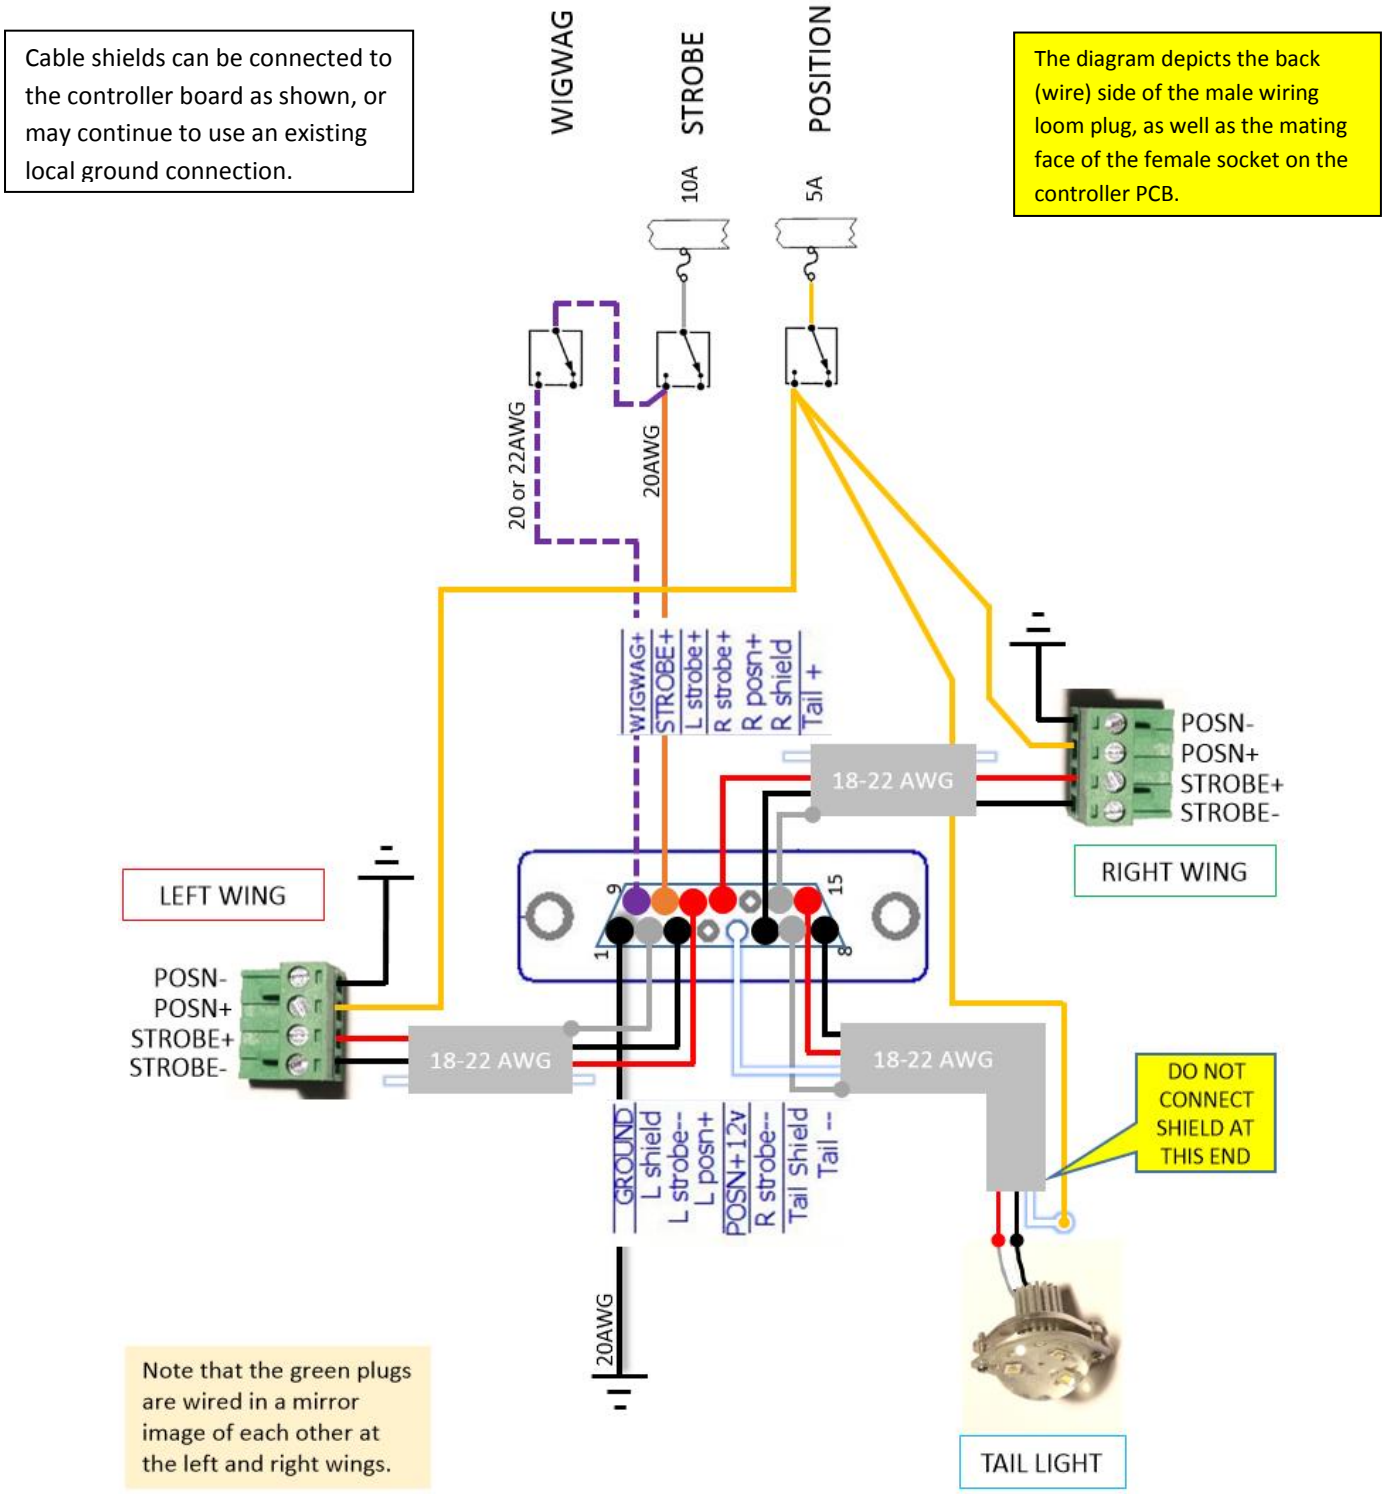 Cable shields can be connected to
the controller board as shown, or
may continue to use an existing
local ground connection.
WIGWAG
STROBE
POSITION
The diagram depicts the back
(wire) side of the male wiring
loom plug, as well as the mating
face of the female socket on the
controller PCB.
10A
5A
20 or 22AWG
20AWG
WIGWAG+
STROBE+
L strobe+
R strobe+
R posn+
R shield
Tail +
POSN-
POSN+
STROBE+
STROBE-
18-22 AWG
RIGHT WING
LEFT WING
9
15
1
8
POSN-
POSN+
STROBE+
STROBE-
18-22 AWG
18-22 AWG
GROUND
L shield
L strobe--
L posn+
POSN+12v
R strobe--
Tail Shield
Tail --
DO NOT
CONNECT
SHIELD AT
THIS END
20AWG
Note that the green plugs
are wired in a mirror
image of each other at
the left and right wings.
TAIL LIGHT